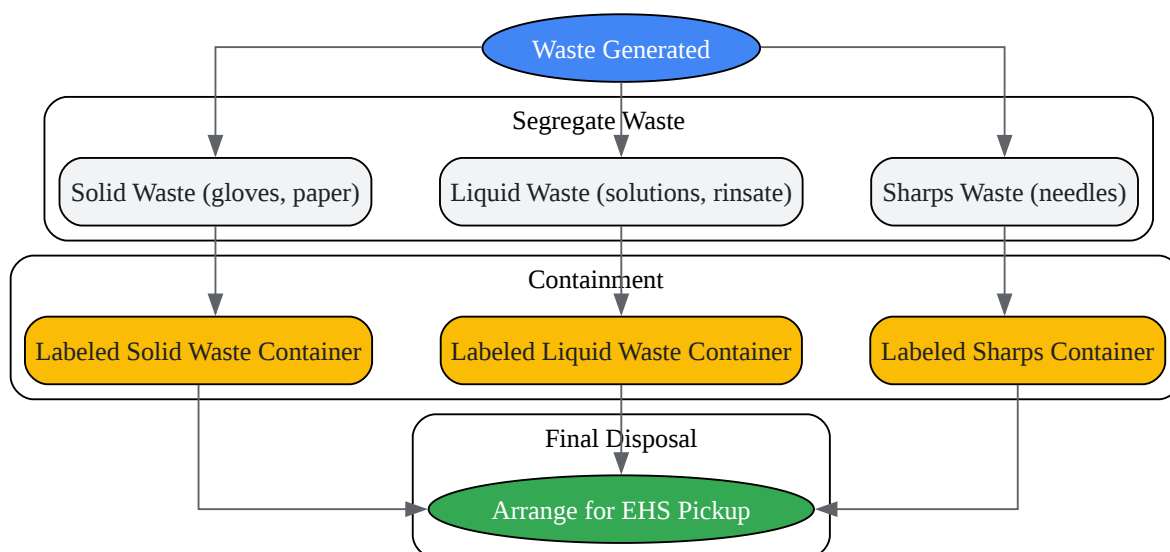 Waste Generated
Segregate Waste
Solid Waste (gloves, paper)
Liquid Waste (solutions, rinsate)
Sharps Waste (needles)
Containment
Labeled Solid Waste Container
Labeled Liquid Waste Container
Labeled Sharps Container
Final Disposal
Arrange for EHS Pickup